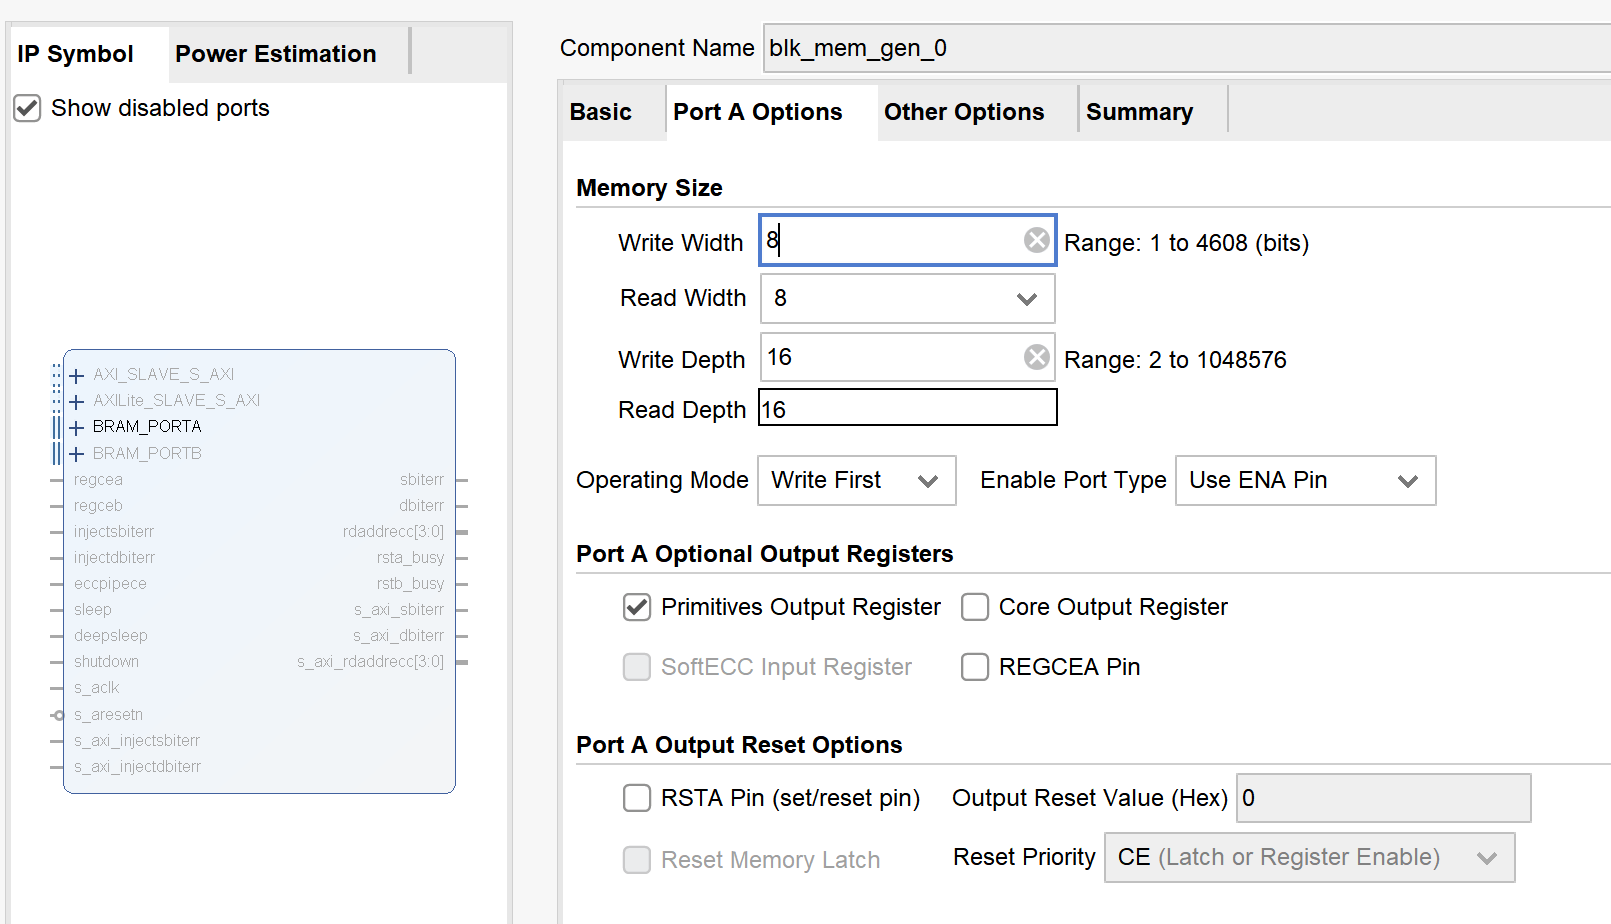 IP Symbol
Power Estimation
Show disabled ports
AXI_SLAVE_S_AXI
AXILite_SLAVE_S_AXI
BRAM_PORTA
BRAM_PORTB
regcea
sbiterr
regceb
dbiterr
injectsbiterr
rdaddrecc[3:0]
injectdbiterr
rsta_busy
eccpipece
rstb_busy
sleep
s_axi_sbiterr
deepsleep
s_axi_dbiterr
shutdown
s_axi_rdaddrecc[3:0]
s_aclk
s_aresetn
s_axi_injectsbiterr
s_axi_injectdbiterr
Component Name
blk_mem_gen_0
Basic
Port A Options
Other Options
Summary
Memory Size
Write Width
8
Range: 1 to 4608 (bits)
Read Width
8
Write Depth
16
Range: 2 to 1048576
Read Depth
16
Operating Mode
Write First
Enable Port Type
Use ENA Pin
Port A Optional Output Registers
Primitives Output Register
Core Output Register
SoftECC Input Register
REGCEA Pin
Port A Output Reset Options
RSTA Pin (set/reset pin)
Output Reset Value (Hex)
0
Reset Memory Latch
Reset Priority
CE (Latch or Register Enable)